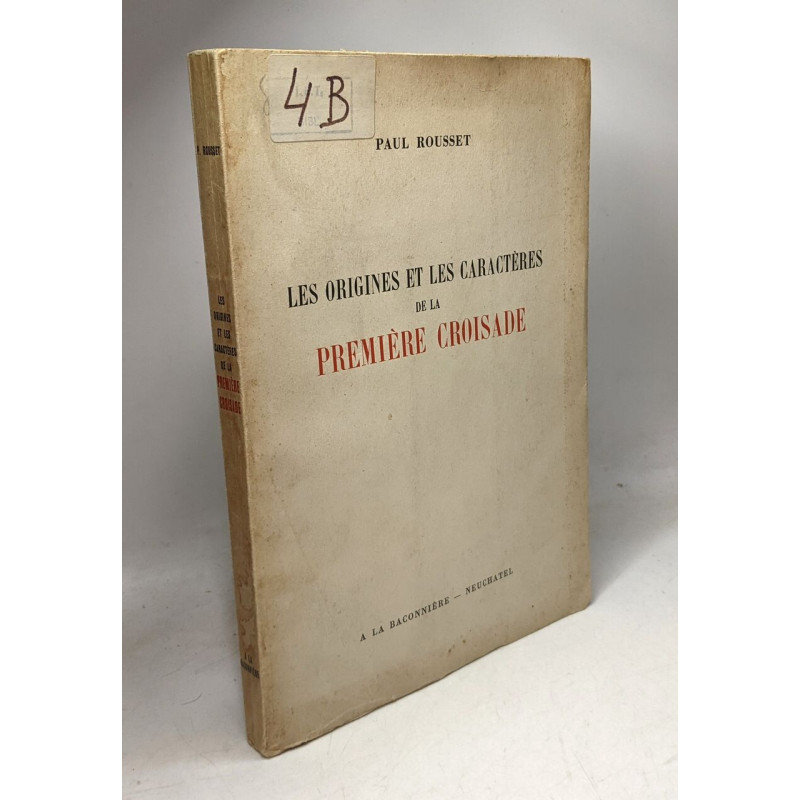 4B
PAUL ROUSSET
LES ORIGINES ET LES CARACTÈRES
DE LA
PREMIÈRE CROISADE
A LA BACONNIÈRE — NEUCHATEL
P. ROUSSET
LES
ORIGINES
ET LES
CARACTÈRES
DE LA
PREMIÈRE
CROISADE